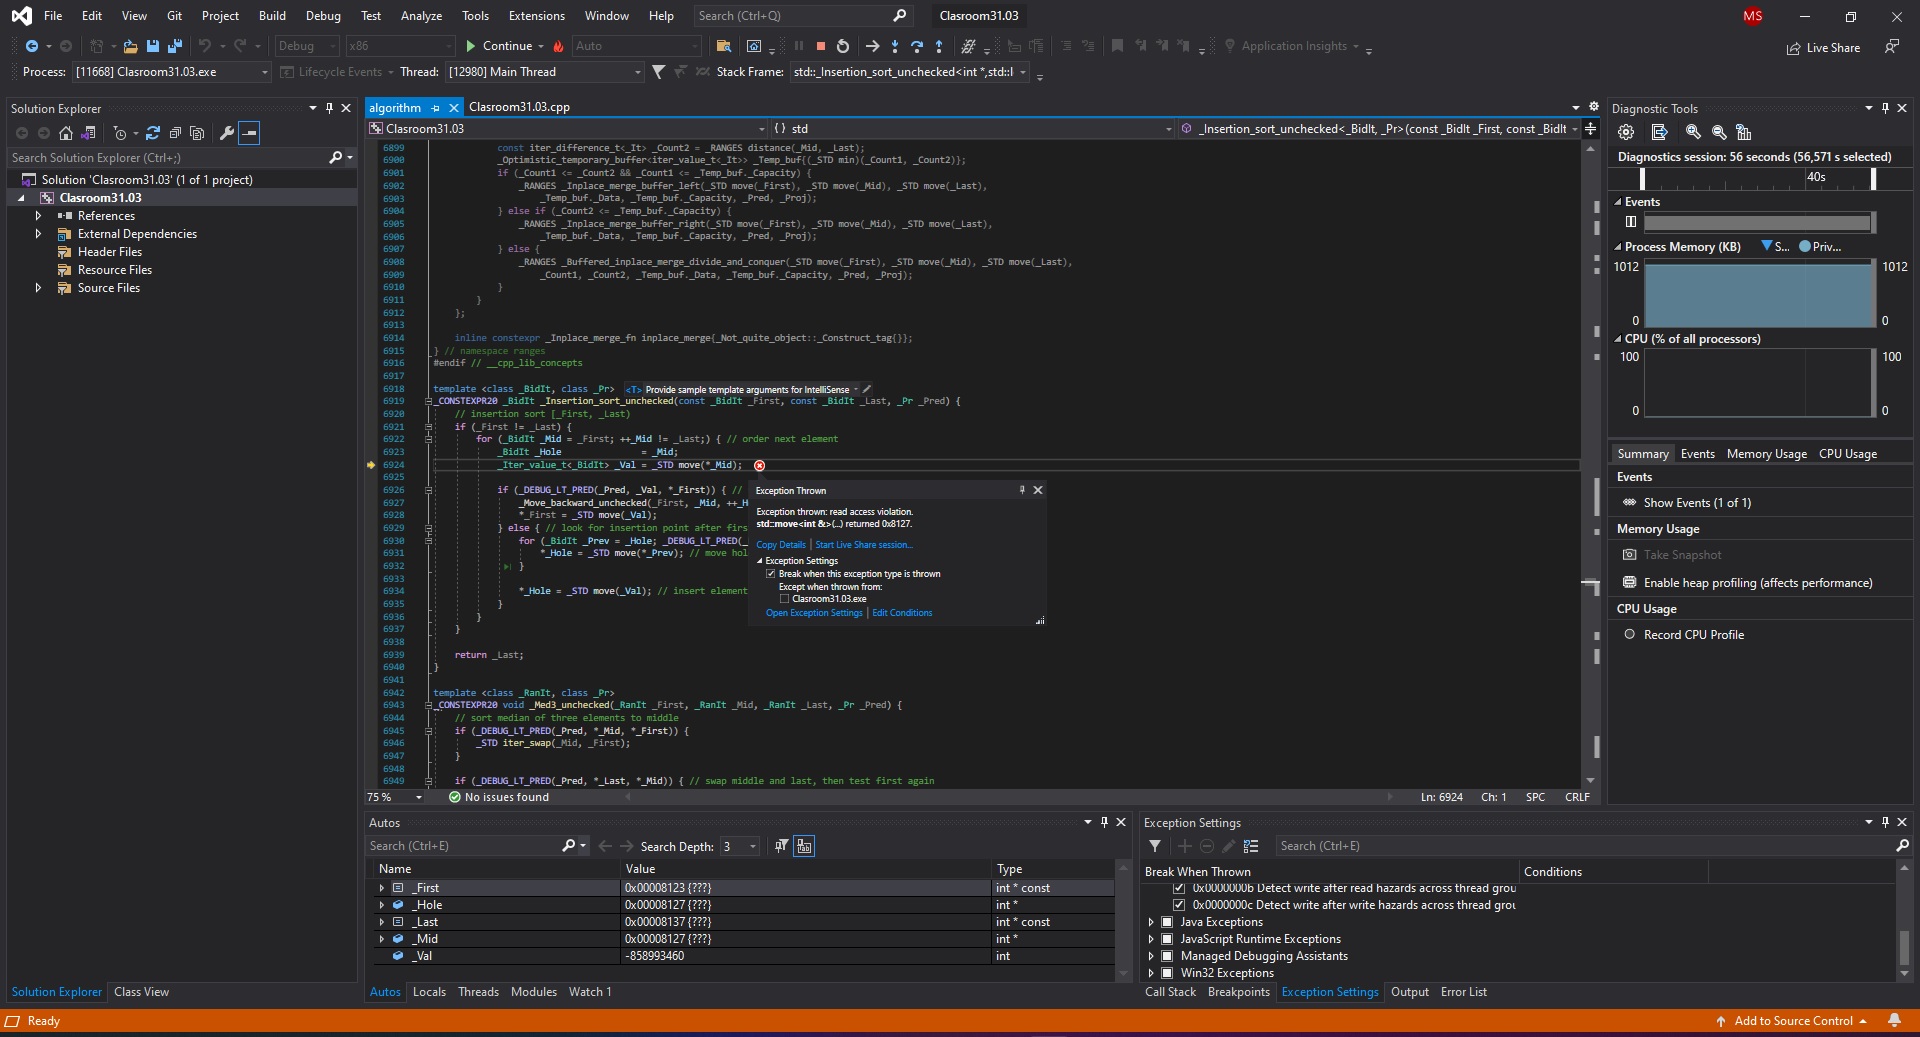 File Edit View Git Project Build Debug Test Analyze Tools Extensions Window Help Search (Ctrl+Q) Clasroom31.03 MS
Debug x86 Continue Auto Application Insights Live Share
Process: [11668] Clasroom31.03.exe Lifecycle Events Thread: [12980] Main Thread Stack Frame: std::_Insertion_sort_unchecked<int *,std::l
Solution Explorer
Search Solution Explorer (Ctrl+;)
Solution 'Clasroom31.03' (1 of 1 project)
Clasroom31.03
References
External Dependencies
Header Files
Resource Files
Source Files
Solution Explorer Class View
algorithm Clasroom31.03.cpp
Clasroom31.03 {} std _Insertion_sort_unchecked<_BidIt, _Pr>(const _BidIt _First, const _BidIt
6899 const iter_difference_t<_It> _Count2 = _RANGES distance(_Mid, _Last);
6900 _Optimistic_temporary_buffer<iter_value_t<_It>> _Temp_buf{(_STD min)(_Count1, _Count2)};
6901 if (_Count1 <= _Count2 && _Count1 <= _Temp_buf._Capacity) {
6902 _RANGES _Inplace_merge_buffer_left(_STD move(_First), _STD move(_Mid), _STD move(_Last),
6903 _Temp_buf._Data, _Temp_buf._Capacity, _Pred, _Proj);
6904 } else if (_Count2 <= _Temp_buf._Capacity) {
6905 _RANGES _Inplace_merge_buffer_right(_STD move(_First), _STD move(_Mid), _STD move(_Last),
6906 _Temp_buf._Data, _Temp_buf._Capacity, _Pred, _Proj);
6907 } else {
6908 _RANGES _Buffered_inplace_merge_divide_and_conquer(_STD move(_First), _STD move(_Mid), _STD move(_Last),
6909 _Count1, _Count2, _Temp_buf._Data, _Temp_buf._Capacity, _Pred, _Proj);
6910 }
6911 }
6912 };
6913
6914 inline constexpr _Inplace_merge_fn inplace_merge{_Not_quite_object::_Construct_tag{}};
6915 } // namespace ranges
6916 #endif // __cpp_lib_concepts
6917
6918 template <class _BidIt, class _Pr> <T> Provide sample template arguments for IntelliSense
6919 _CONSTEXPR20 _BidIt _Insertion_sort_unchecked(const _BidIt _First, const _BidIt _Last, _Pr _Pred) {
6920 // insertion sort [_First, _Last)
6921 if (_First != _Last) {
6922 for (_BidIt _Mid = _First; ++_Mid != _Last;) { // order next element
6923 _BidIt _Hole = _Mid;
6924 _Iter_value_t<_BidIt> _Val = _STD move(*_Mid);
6925
6926 if (_DEBUG_LT_PRED(_Pred, _Val, *_First)) { //
6927 _Move_backward_unchecked(_First, _Mid, ++_H
6928 *_First = _STD move(_Val);
6929 } else { // look for insertion point after firs
6930 for (_BidIt _Prev = _Hole; _DEBUG_LT_PRED(_
6931 *_Hole = _STD move(*_Prev); // move hol
6932 }
6933
6934 *_Hole = _STD move(_Val); // insert element
6935 }
6936 }
6937 }
6938
6939 return _Last;
6940 }
6941
6942 template <class _RanIt, class _Pr>
6943 _CONSTEXPR20 void _Med3_unchecked(_RanIt _First, _RanIt _Mid, _RanIt _Last, _Pr _Pred) {
6944 // sort median of three elements to middle
6945 if (_DEBUG_LT_PRED(_Pred, *_Mid, *_First)) {
6946 _STD iter_swap(_Mid, _First);
6947 }
6948
6949 if (_DEBUG_LT_PRED(_Pred, *_Last, *_Mid)) { // swap middle and last, then test first again
Exception Thrown
Exception thrown: read access violation.
std::move<int &>(...) returned 0x8127.
Copy Details | Start Live Share session...
Exception Settings
Break when this exception type is thrown
Except when thrown from:
Clasroom31.03.exe
Open Exception Settings | Edit Conditions
75 % No issues found Ln: 6924 Ch: 1 SPC CRLF
Autos
Search (Ctrl+E) Search Depth: 3
Name Value Type
_First 0x00008123 {???} int * const
_Hole 0x00008127 {???} int *
_Last 0x00008137 {???} int * const
_Mid 0x00008127 {???} int *
_Val -858993460 int
Autos Locals Threads Modules Watch 1
Exception Settings
Search (Ctrl+E)
Break When Thrown Conditions
0x0000000b Detect write after read hazards across thread grou
0x0000000c Detect write after write hazards across thread grou
Java Exceptions
JavaScript Runtime Exceptions
Managed Debugging Assistants
Win32 Exceptions
Call Stack Breakpoints Exception Settings Output Error List
Diagnostic Tools
Diagnostics session: 56 seconds (56,571 s selected)
40s
Events
Process Memory (KB) S... Priv...
1012 1012
0 0
CPU (% of all processors)
100 100
0 0
Summary Events Memory Usage CPU Usage
Events
Show Events (1 of 1)
Memory Usage
Take Snapshot
Enable heap profiling (affects performance)
CPU Usage
Record CPU Profile
Ready Add to Source Control